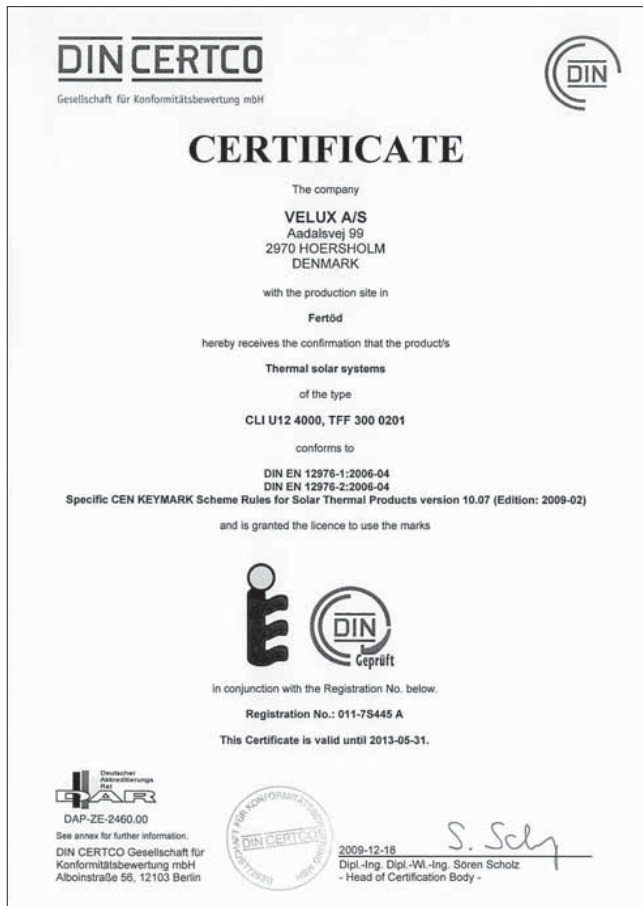 DIN CERTCO
Gesellschaft für Konformitätsbewertung mbH
DIN
CERTIFICATE
The company
VELUX A/S
Aadalsvej 99
2970 HOERSHOLM
DENMARK
with the production site in
Fertöd
hereby receives the confirmation that the product/s
Thermal solar systems
of the type
CLI U12 4000, TFF 300 0201
conforms to
DIN EN 12976-1:2006-04
DIN EN 12976-2:2006-04
Specific CEN KEYMARK Scheme Rules for Solar Thermal Products version 10.07 (Edition: 2009-02)
and is granted the licence to use the marks
DIN
Geprüft
in conjunction with the Registration No. below.
Registration No.: 011-7S445 A
This Certificate is valid until 2013-05-31.
Deutscher
Akkreditierungs
Rat
DAR
DAP-ZE-2460.00
See annex for further information.
DIN CERTCO Gesellschaft für
Konformitätsbewertung mbH
Alboinstraße 56, 12103 Berlin
GESELLSCHAFT FÜR KONFORMITÄTSBEWERTUNG MBH
DIN CERTCO
2009-12-18
Dipl.-Ing. Dipl.-Wi.-Ing. Sören Scholz
- Head of Certification Body -